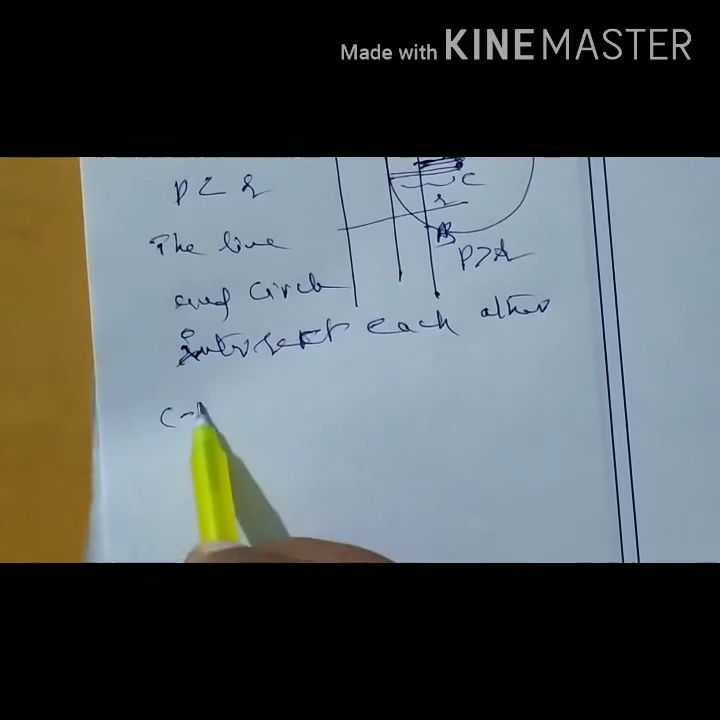 Made with KINEMASTER
C
r
P < r
P > r
The line
and circle
intersect each other
C-